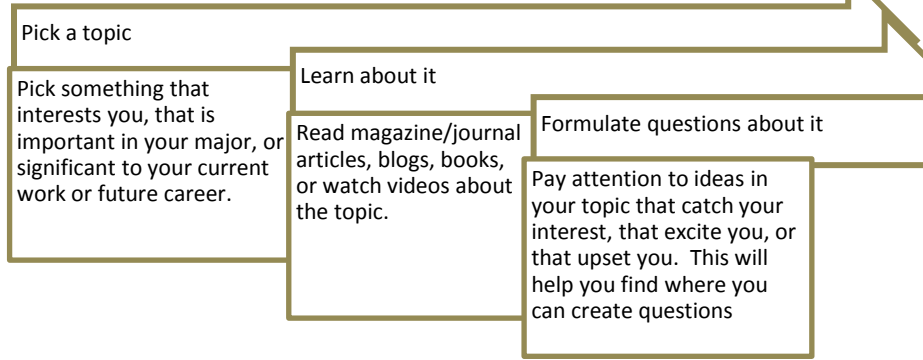 Pick a topic
Pick something that
interests you, that is
important in your major, or
significant to your current
work or future career.
Learn about it
Read magazine/journal
articles, blogs, books,
or watch videos about
the topic.
Formulate questions about it
Pay attention to ideas in
your topic that catch your
interest, that excite you, or
that upset you.  This will
help you find where you
can create questions